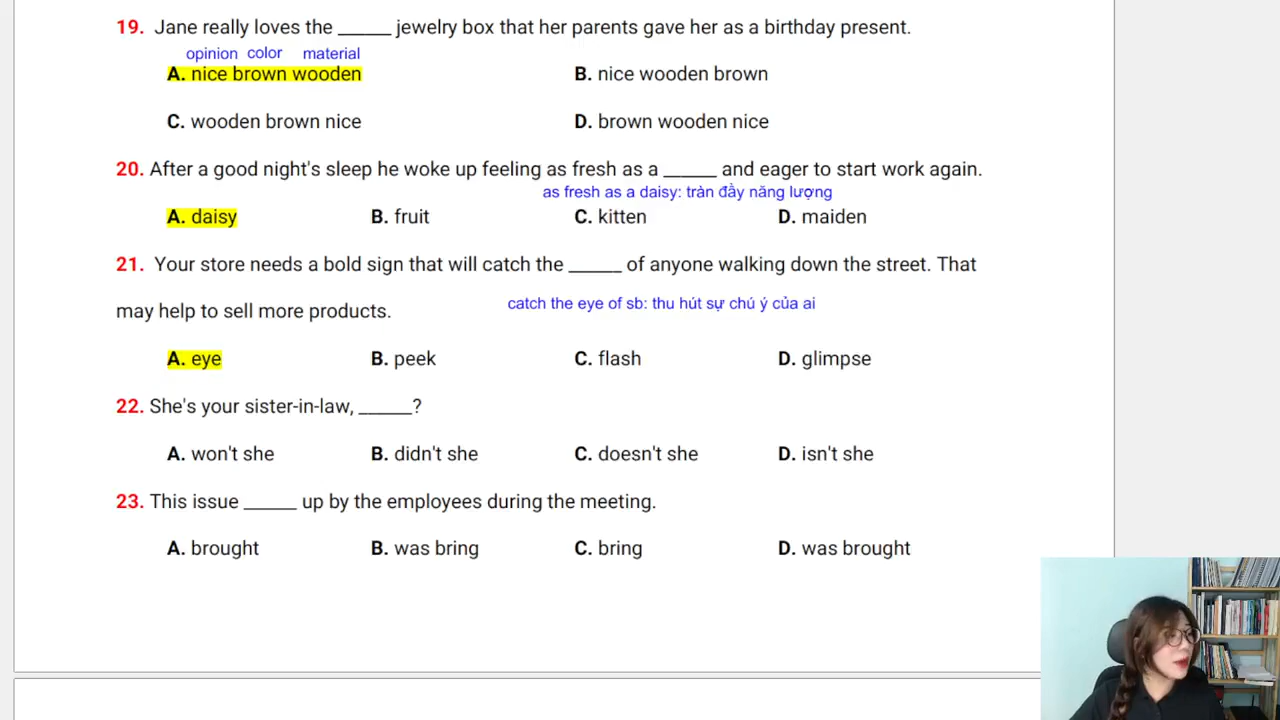 19. Jane really loves the _____ jewelry box that her parents gave her as a birthday present.
opinion color material
A. nice brown wooden B. nice wooden brown
C. wooden brown nice D. brown wooden nice
20. After a good night's sleep he woke up feeling as fresh as a _____ and eager to start work again.
as fresh as a daisy: tràn đầy năng lượng
A. daisy B. fruit C. kitten D. maiden
21. Your store needs a bold sign that will catch the _____ of anyone walking down the street. That
may help to sell more products.
catch the eye of sb: thu hút sự chú ý của ai
A. eye B. peek C. flash D. glimpse
22. She's your sister-in-law, _____?
A. won't she B. didn't she C. doesn't she D. isn't she
23. This issue _____ up by the employees during the meeting.
A. brought B. was bring C. bring D. was brought